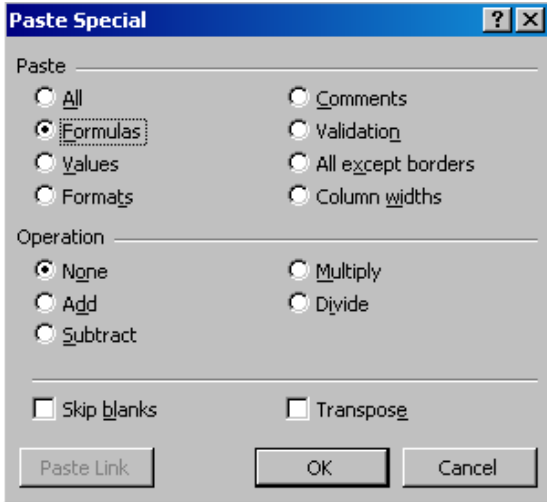 Paste Special
Paste
All
Comments
Formulas
Validation
Values
All except borders
Formats
Column widths
Operation
None
Multiply
Add
Divide
Subtract
Skip blanks
Transpose
Paste Link
OK
Cancel